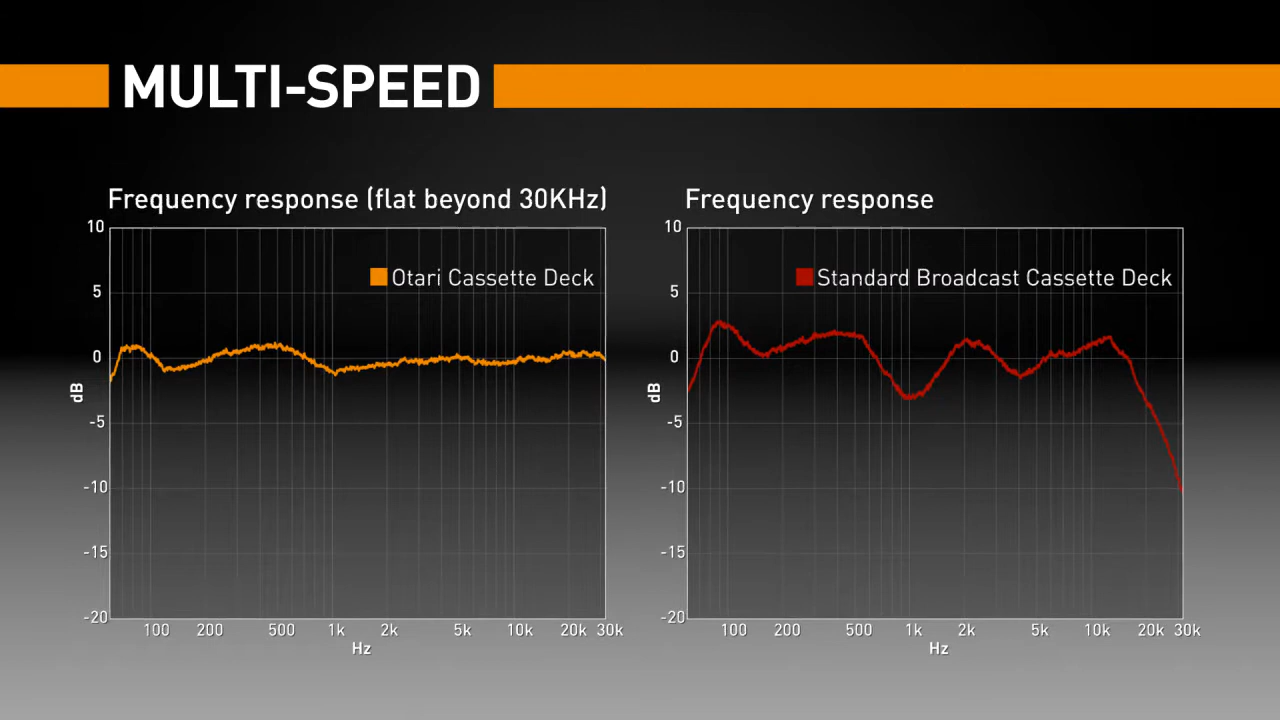 MULTI-SPEED
Frequency response (flat beyond 30KHz)
10
5
0
-5
-10
-15
-20
dB
Otari Cassette Deck
100 200 500 1k 2k 5k 10k 20k 30k
Hz
Frequency response
10
5
0
-5
-10
-15
-20
dB
Standard Broadcast Cassette Deck
100 200 500 1k 2k 5k 10k 20k 30k
Hz